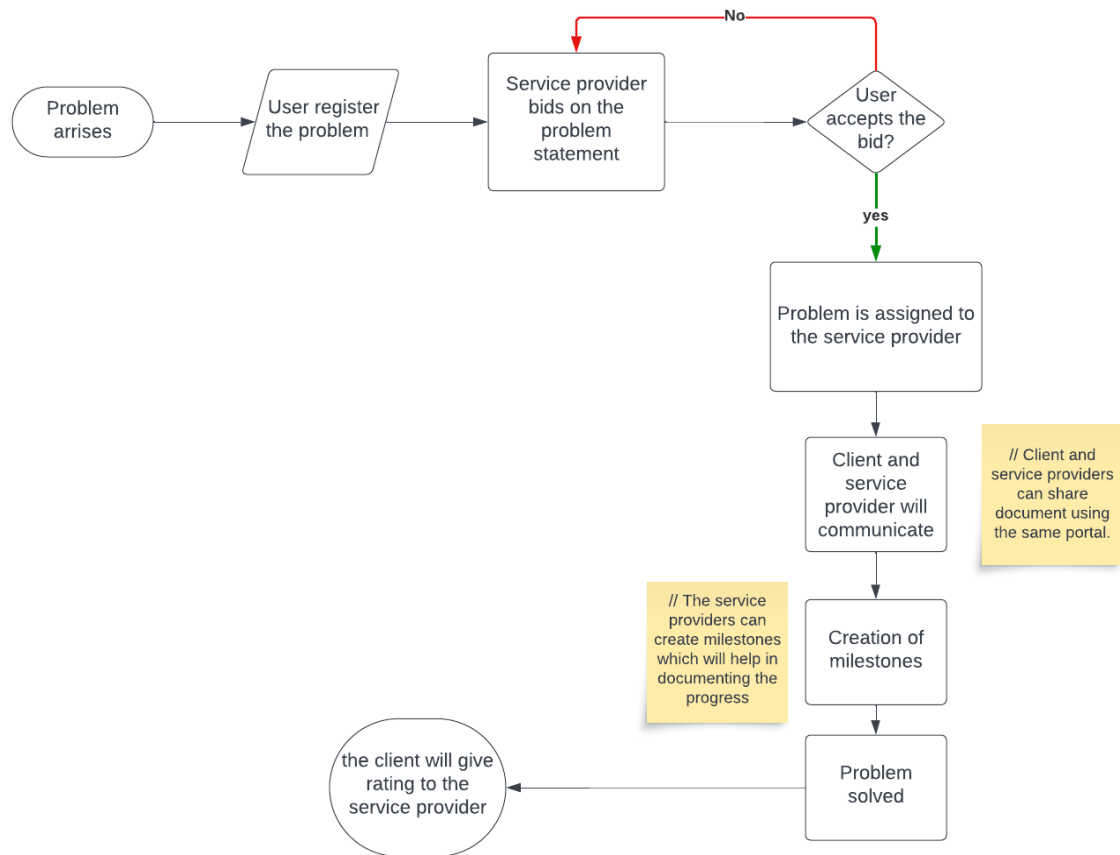 No
Problem
arrises
User register
the problem
Service provider
bids on the
problem
statement
User
accepts the
bid?
yes
Problem is assigned to
the service provider
Client and
service
provider will
communicate
// Client and
service providers
can share
document using
the same portal.
// The service
providers can
create milestones
which will help in
documenting the
progress
Creation of
milestones
Problem
solved
the client will give
rating to the
service provider